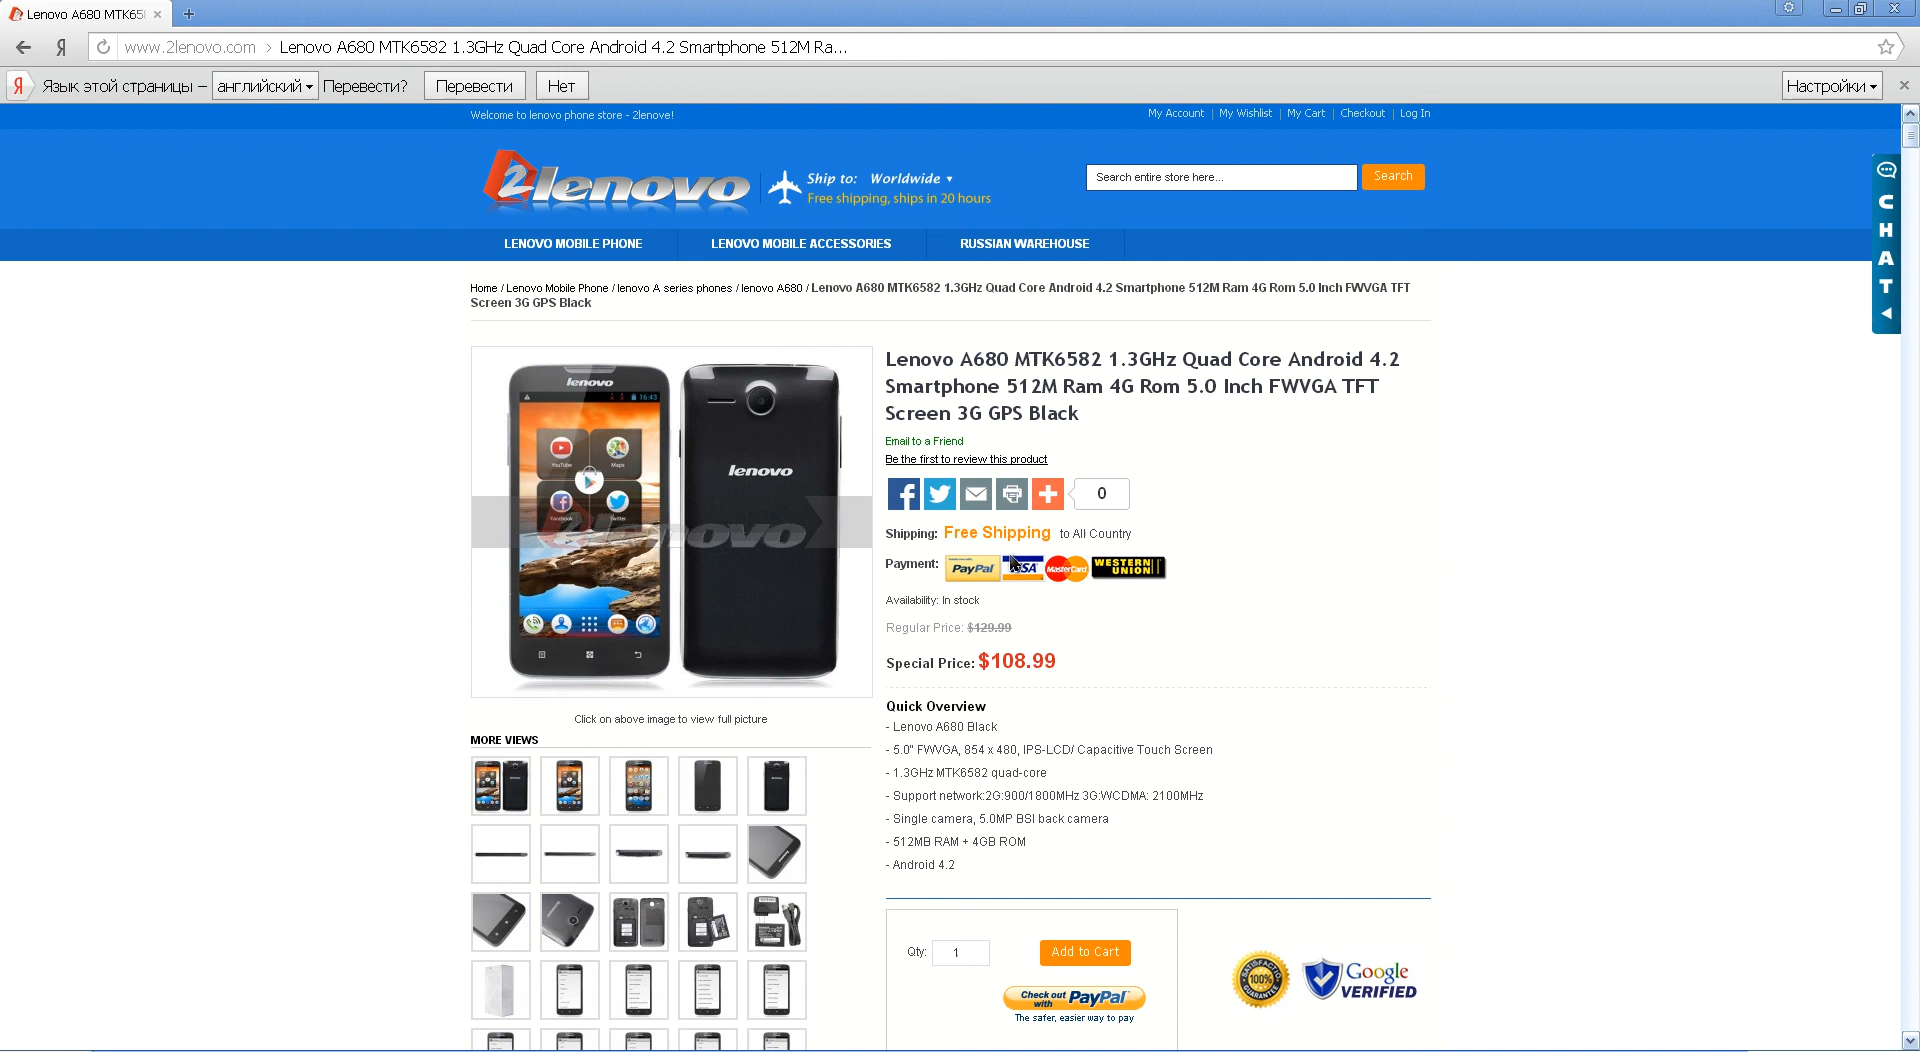 Lenovo A680 MTK65
www.2lenovo.com › Lenovo A680 MTK6582 1.3GHz Quad Core Android 4.2 Smartphone 512M Ra...
Язык этой страницы – английский Перевести? Перевести Нет Настройки
Welcome to lenovo phone store - 2lenove!
My Account | My Wishlist | My Cart | Checkout | Log In
2lenovo
Ship to: Worldwide
Free shipping, ships in 20 hours
Search entire store here...
Search
CHAT
LENOVO MOBILE PHONE
LENOVO MOBILE ACCESSORIES
RUSSIAN WAREHOUSE
Home / Lenovo Mobile Phone / lenovo A series phones / lenovo A680 / Lenovo A680 MTK6582 1.3GHz Quad Core Android 4.2 Smartphone 512M Ram 4G Rom 5.0 Inch FWVGA TFT
Screen 3G GPS Black
lenovo
16:43
YouTube
Maps
Facebook
Twitter
lenovo
2lenovo
Click on above image to view full picture
MORE VIEWS
Lenovo A680 MTK6582 1.3GHz Quad Core Android 4.2
Smartphone 512M Ram 4G Rom 5.0 Inch FWVGA TFT
Screen 3G GPS Black
Email to a Friend
Be the first to review this product
0
Shipping: Free Shipping to All Country
Payment: PayPal VISA MasterCard WESTERN UNION
Availability: In stock
Regular Price: $129.99
Special Price: $108.99
Quick Overview
- Lenovo A680 Black
- 5.0" FWVGA, 854 x 480, IPS-LCD/ Capacitive Touch Screen
- 1.3GHz MTK6582 quad-core
- Support network:2G:900/1800MHz 3G:WCDMA: 2100MHz
- Single camera, 5.0MP BSI back camera
- 512MB RAM + 4GB ROM
- Android 4.2
Qty: 1
Add to Cart
Check out with PayPal
The safer, easier way to pay
100%
Google
VERIFIED